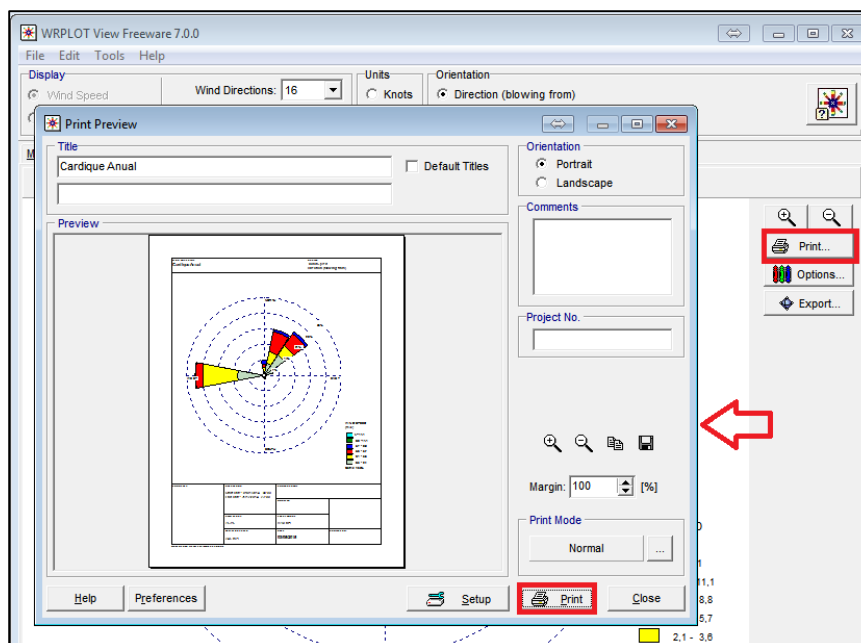 WRPLOT View Freeware 7.0.0
File Edit Tools Help
Display
Wind Speed
Wind Directions: 16
Units
Knots
Orientation
Direction (blowing from)
Print Preview
Title
Cardique Anual
Default Titles
Orientation
Portrait
Landscape
Comments
Preview
Cardique Anual
Project No.
Margin: 100 [%]
Print Mode
Normal ...
Help Preferences Setup Print Close
Print...
Options...
Export...
11,1
8,8
5,7
2,1 - 3,6